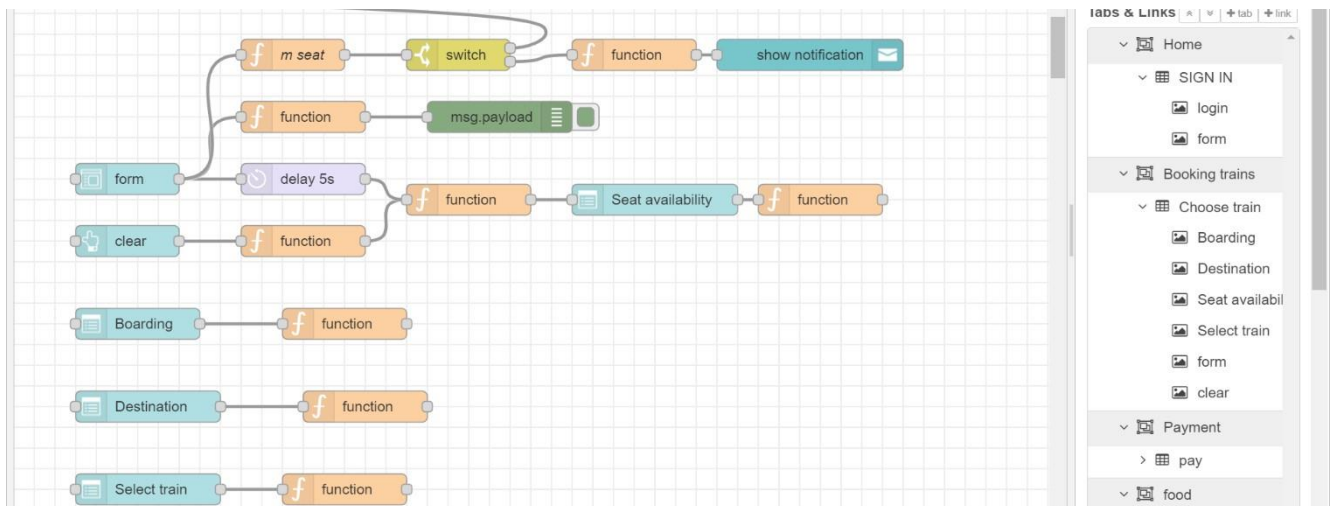 Tabs & Links
+ tab
+ link
m seat
switch
function
show notification
function
msg.payload
form
delay 5s
function
Seat availability
function
clear
function
Boarding
function
Destination
function
Select train
function
Home
SIGN IN
login
form
Booking trains
Choose train
Boarding
Destination
Seat availabil
Select train
form
clear
Payment
pay
food